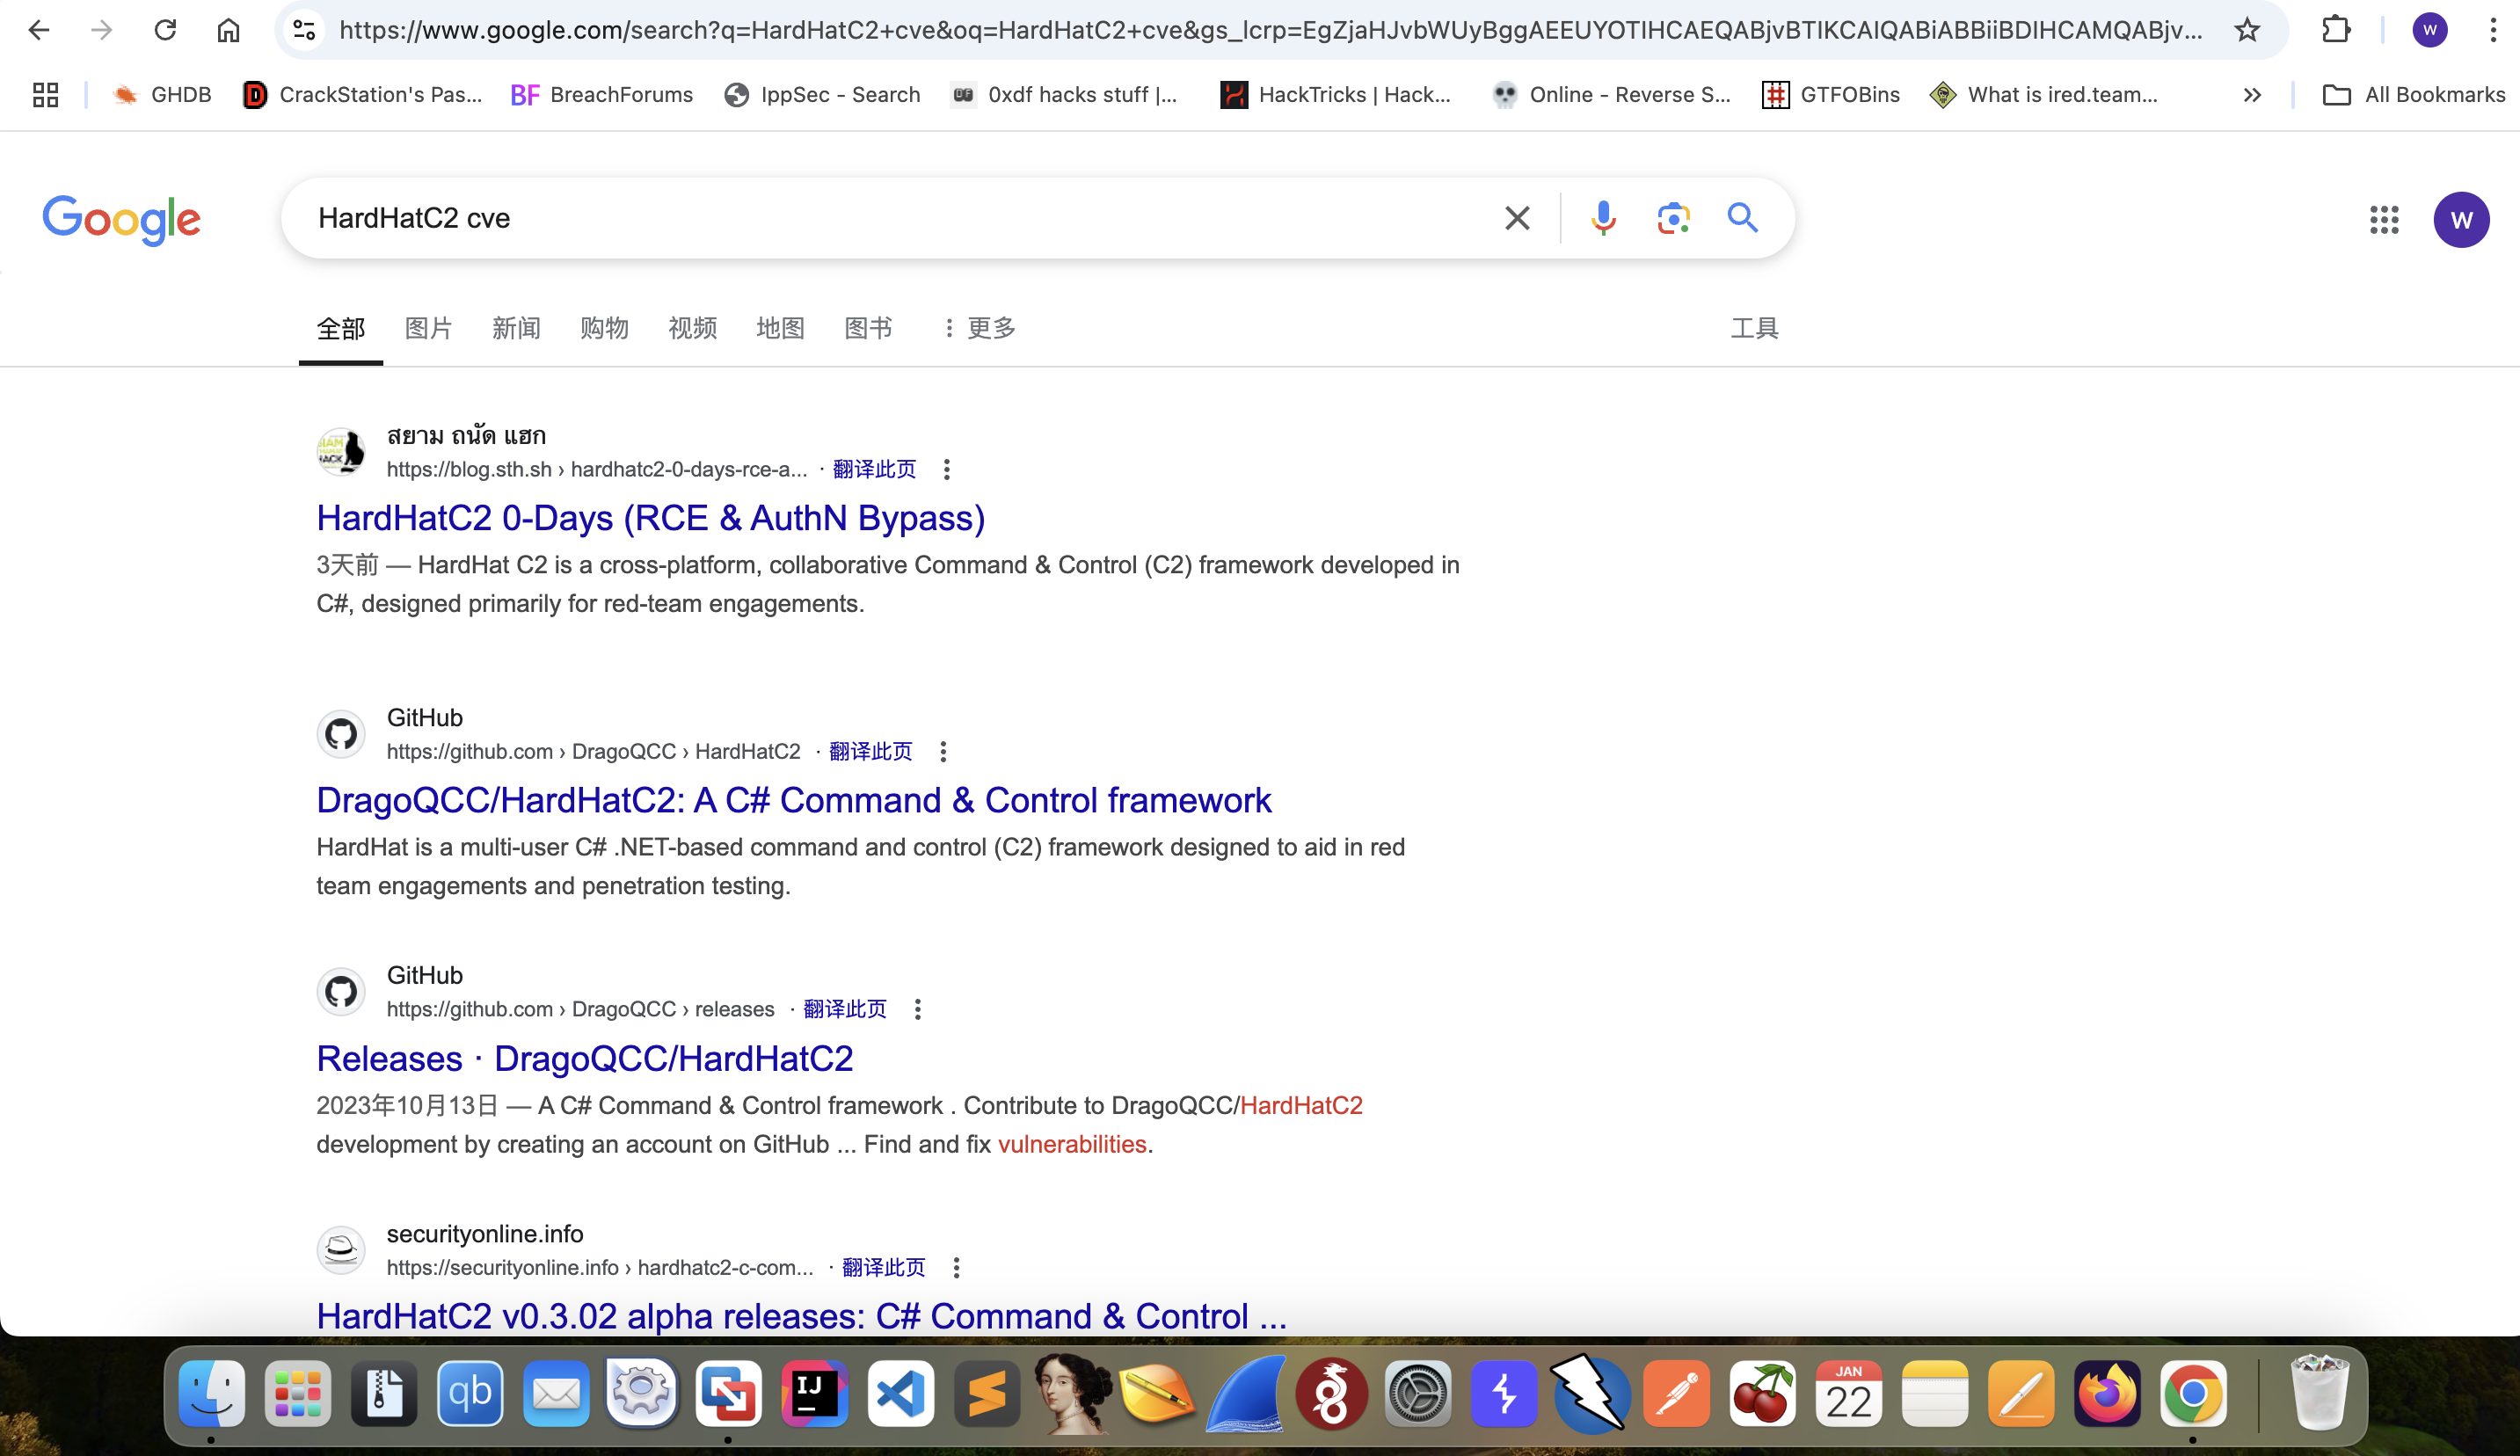 https://www.google.com/search?q=HardHatC2+cve&oq=HardHatC2+cve&gs_lcrp=EgZjaHJvbWUyBggAEEUYOTIHCAEQABjvBTIKCAIQABiABBiiBDIHCAMQABjv...
W
GHDB
CrackStation's Pas...
BF BreachForums
IppSec - Search
0xdf hacks stuff |...
HackTricks | Hack...
Online - Reverse S...
GTFOBins
What is ired.team...
All Bookmarks
Google
HardHatC2 cve
W
全部 图片 新闻 购物 视频 地图 图书 更多 工具
สยาม ถนัด แฮก
https://blog.sth.sh › hardhatc2-0-days-rce-a... · 翻译此页
HardHatC2 0-Days (RCE & AuthN Bypass)
3天前 — HardHat C2 is a cross-platform, collaborative Command & Control (C2) framework developed in
C#, designed primarily for red-team engagements.
GitHub
https://github.com › DragoQCC › HardHatC2 · 翻译此页
DragoQCC/HardHatC2: A C# Command & Control framework
HardHat is a multi-user C# .NET-based command and control (C2) framework designed to aid in red
team engagements and penetration testing.
GitHub
https://github.com › DragoQCC › releases · 翻译此页
Releases · DragoQCC/HardHatC2
2023年10月13日 — A C# Command & Control framework . Contribute to DragoQCC/HardHatC2
development by creating an account on GitHub ... Find and fix vulnerabilities.
securityonline.info
https://securityonline.info › hardhatc2-c-com... · 翻译此页
HardHatC2 v0.3.02 alpha releases: C# Command & Control ...
qb
IJ
JAN
22